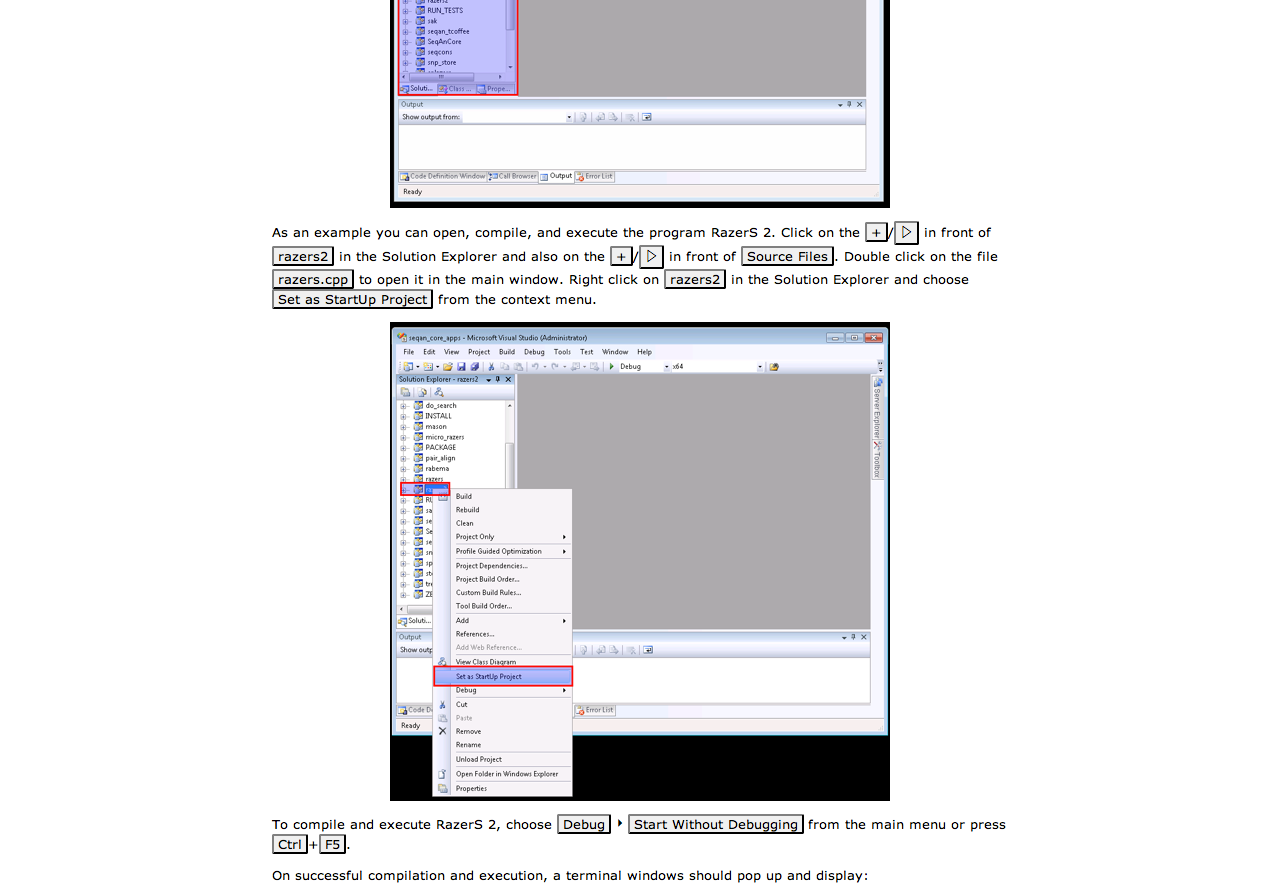 RUN_TESTS
sak
seqan_tcoffee
SeqAnCore
seqcons
snp_store
Soluti... Class ... Prope...
Output
Show output from:
Code Definition Window Call Browser Output Error List
Ready
As an example you can open, compile, and execute the program RazerS 2. Click on the + / ▷ in front of
razers2 in the Solution Explorer and also on the + / ▷ in front of Source Files . Double click on the file
razers.cpp to open it in the main window. Right click on razers2 in the Solution Explorer and choose
Set as StartUp Project from the context menu.
seqan_core_apps - Microsoft Visual Studio (Administrator)
File Edit View Project Build Debug Tools Test Window Help
Debug x64
Solution Explorer - razers2
do_search
INSTALL
mason
micro_razers
PACKAGE
pair_align
rabema
razers
Server Explorer
Toolbox
Build
Rebuild
Clean
Project Only
Profile Guided Optimization
Project Dependencies...
Project Build Order...
Custom Build Rules...
Tool Build Order...
Add
References...
Add Web Reference...
View Class Diagram
Set as StartUp Project
Debug
Cut
Paste
Remove
Rename
Unload Project
Open Folder in Windows Explorer
Properties
Soluti...
Output
Show outp
Code De
Error List
Ready
To compile and execute RazerS 2, choose Debug ‣ Start Without Debugging from the main menu or press
Ctrl + F5 .
On successful compilation and execution, a terminal windows should pop up and display: